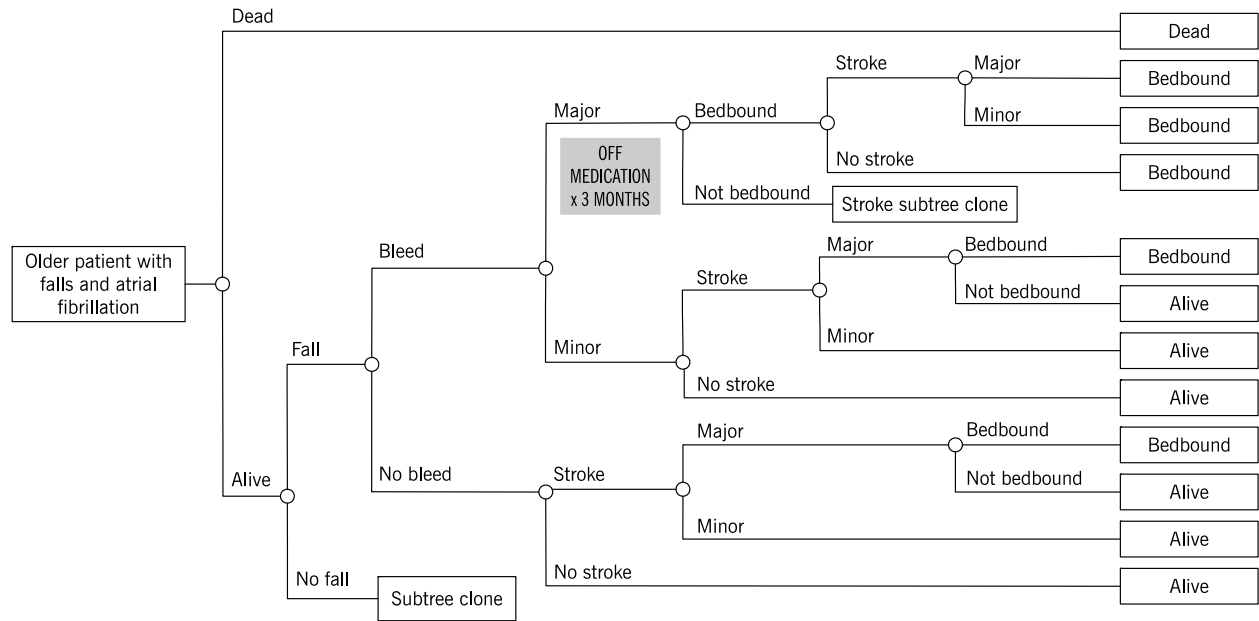 Dead
Dead
Stroke
Major
Bedbound
Major
Bedbound
Minor
Bedbound
OFF
MEDICATION
x 3 MONTHS
No stroke
Bedbound
Not bedbound
Stroke subtree clone
Older patient with
falls and atrial
fibrillation
Bleed
Major
Bedbound
Bedbound
Stroke
Not bedbound
Alive
Fall
Minor
Minor
Alive
No stroke
Alive
Major
Bedbound
Bedbound
Alive
No bleed
Stroke
Not bedbound
Alive
Minor
Alive
No fall
Subtree clone
No stroke
Alive